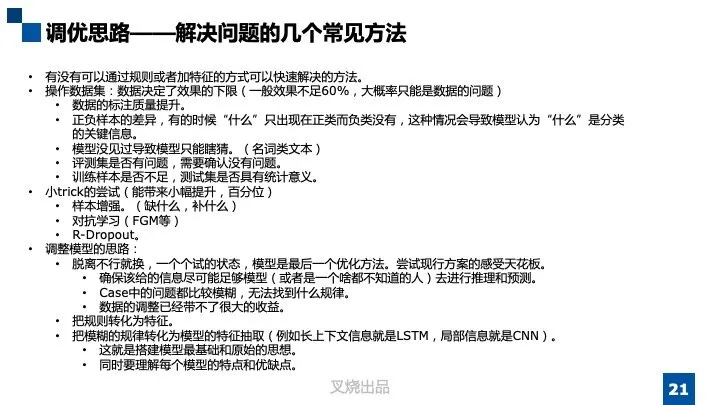 调优思路——解决问题的几个常见方法
• 有没有可以通过规则或者加特征的方式可以快速解决的方法。
• 操作数据集：数据决定了效果的下限（一般效果不足60%，大概率只能是数据的问题）
• 数据的标注质量提升。
• 正负样本的差异，有的时候“什么”只出现在正类而负类没有，这种情况会导致模型认为“什么”是分类
的关键信息。
• 模型没见过导致模型只能瞎猜。（名词类文本）
• 评测集是否有问题，需要确认没有问题。
• 训练样本是否不足，测试集是否具有统计意义。
• 小trick的尝试（能带来小幅提升，百分位）
• 样本增强。（缺什么，补什么）
• 对抗学习（FGM等）
• R-Dropout。
• 调整模型的思路：
• 脱离不行就换，一个个试的状态，模型是最后一个优化方法。尝试现行方案的感受天花板。
• 确保该给的信息尽可能足够模型（或者是一个啥都不知道的人）去进行推理和预测。
• Case中的问题都比较模糊，无法找到什么规律。
• 数据的调整已经带不了很大的收益。
• 把规则转化为特征。
• 把模糊的规律转化为模型的特征抽取（例如长上下文信息就是LSTM，局部信息就是CNN）。
• 这就是搭建模型最基础和原始的思想。
• 同时要理解每个模型的特点和优缺点。
叉烧出品
21